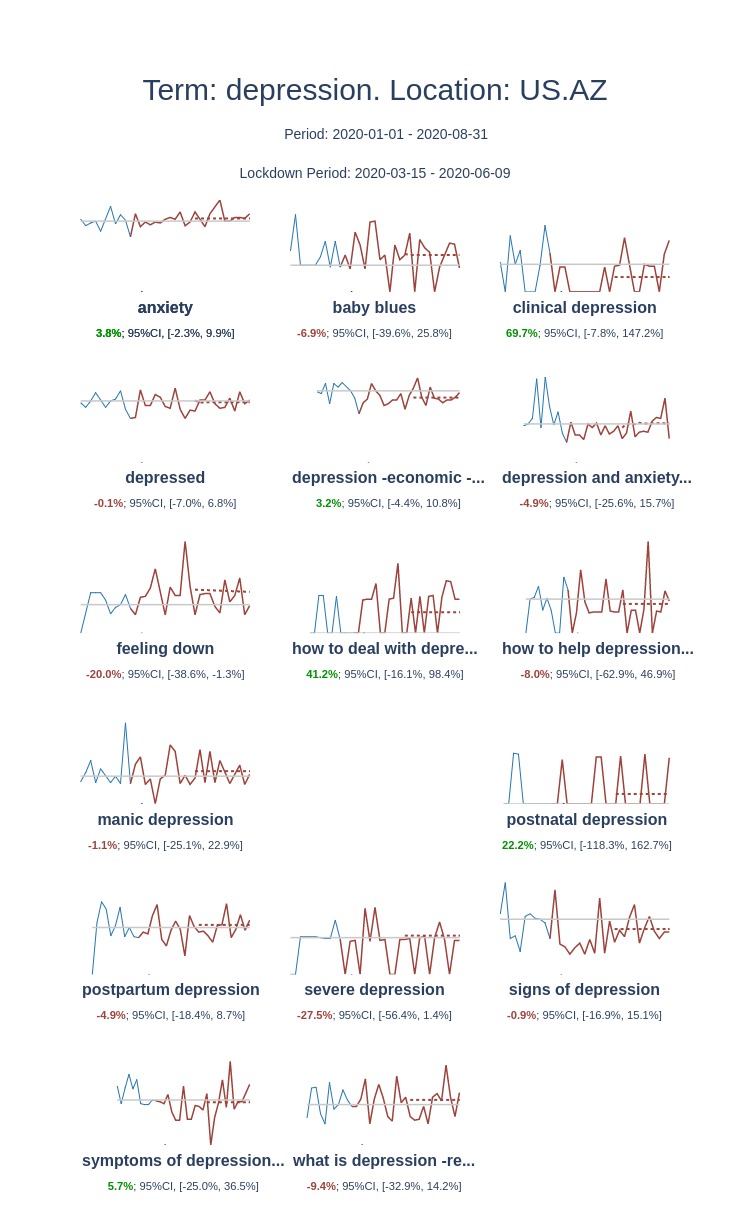 Term: depression. Location: US.AZ
Period: 2020-01-01 - 2020-08-31
Lockdown Period: 2020-03-15 - 2020-06-09
anxiety
3.8%; 95%CI, [-2.3%, 9.9%]
baby blues
-6.9%; 95%CI, [-39.6%, 25.8%]
clinical depression
69.7%; 95%CI, [-7.8%, 147.2%]
depressed
-0.1%; 95%CI, [-7.0%, 6.8%]
depression -economic -...
3.2%; 95%CI, [-4.4%, 10.8%]
depression and anxiety...
-4.9%; 95%CI, [-25.6%, 15.7%]
feeling down
-20.0%; 95%CI, [-38.6%, -1.3%]
how to deal with depre...
41.2%; 95%CI, [-16.1%, 98.4%]
how to help depression...
-8.0%; 95%CI, [-62.9%, 46.9%]
manic depression
-1.1%; 95%CI, [-25.1%, 22.9%]
postnatal depression
22.2%; 95%CI, [-118.3%, 162.7%]
postpartum depression
-4.9%; 95%CI, [-18.4%, 8.7%]
severe depression
-27.5%; 95%CI, [-56.4%, 1.4%]
signs of depression
-0.9%; 95%CI, [-16.9%, 15.1%]
symptoms of depression...
5.7%; 95%CI, [-25.0%, 36.5%]
what is depression -re...
-9.4%; 95%CI, [-32.9%, 14.2%]